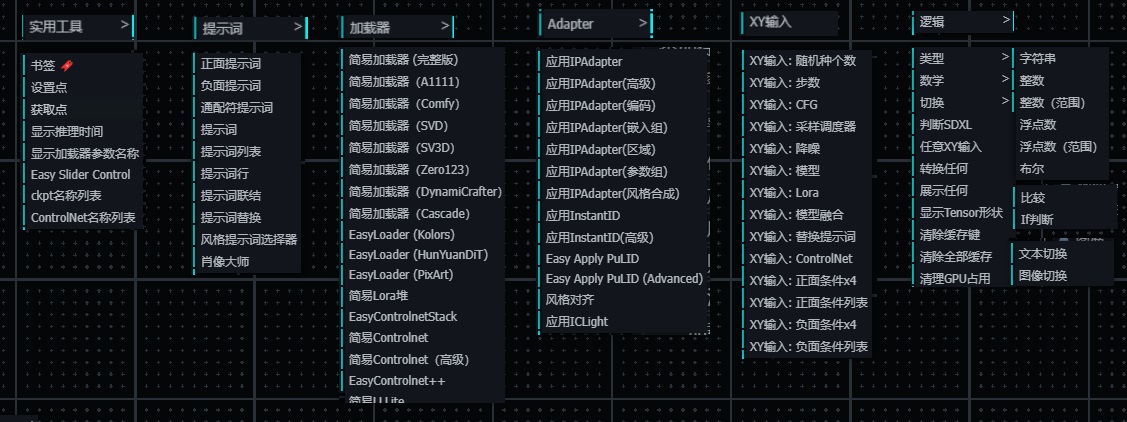 实用工具 >
书签
设置点
获取点
显示推理时间
显示加载器参数名称
Easy Slider Control
ckpt名称列表
ControlNet名称列表
提示词 >
正面提示词
负面提示词
通配符提示词
提示词
提示词列表
提示词行
提示词联结
提示词替换
风格提示词选择器
肖像大师
加载器 >
简易加载器 (完整版)
简易加载器（A1111）
简易加载器（Comfy）
简易加载器（SVD）
简易加载器（SV3D）
简易加载器（Zero123）
简易加载器（DynamiCrafter）
简易加载器（Cascade）
EasyLoader (Kolors)
EasyLoader (HunYuanDiT)
EasyLoader (PixArt)
简易Lora堆
EasyControlnetStack
简易Controlnet
简易Controlnet（高级）
EasyControlnet++
简易LLLite
Adapter >
应用IPAdapter
应用IPAdapter(高级)
应用IPAdapter(编码)
应用IPAdapter(嵌入组)
应用IPAdapter(区域)
应用IPAdapter(参数组)
应用IPAdapter(风格合成)
应用InstantID
应用InstantID(高级)
Easy Apply PuLID
Easy Apply PuLID (Advanced)
风格对齐
应用ICLight
XY输入
XY输入: 随机种个数
XY输入: 步数
XY输入: CFG
XY输入: 采样调度器
XY输入: 降噪
XY输入: 模型
XY输入: Lora
XY输入: 模型融合
XY输入: 替换提示词
XY输入: ControlNet
XY输入: 正面条件x4
XY输入: 正面条件列表
XY输入: 负面条件x4
XY输入: 负面条件列表
逻辑 >
类型 >
数学 >
切换 >
判断SDXL
任意XY输入
转换任何
展示任何
显示Tensor形状
清除缓存键
清除全部缓存
清理GPU占用
字符串
整数
整数（范围）
浮点数
浮点数（范围）
布尔
比较
If判断
文本切换
图像切换